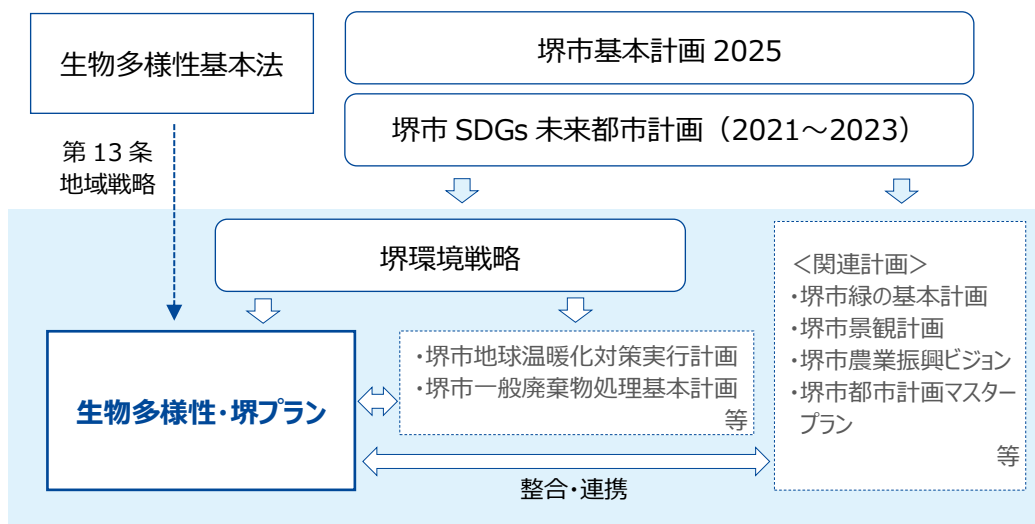 生物多様性基本法
堺市基本計画 2025
堺市 SDGs 未来都市計画（2021～2023）
第 13 条
地域戦略
堺環境戦略
＜関連計画＞
・堺市緑の基本計画
・堺市景観計画
・堺市農業振興ビジョン
・堺市都市計画マスター
プラン
等
・堺市地球温暖化対策実行計画
・堺市一般廃棄物処理基本計画
等
生物多様性・堺プラン
整合・連携